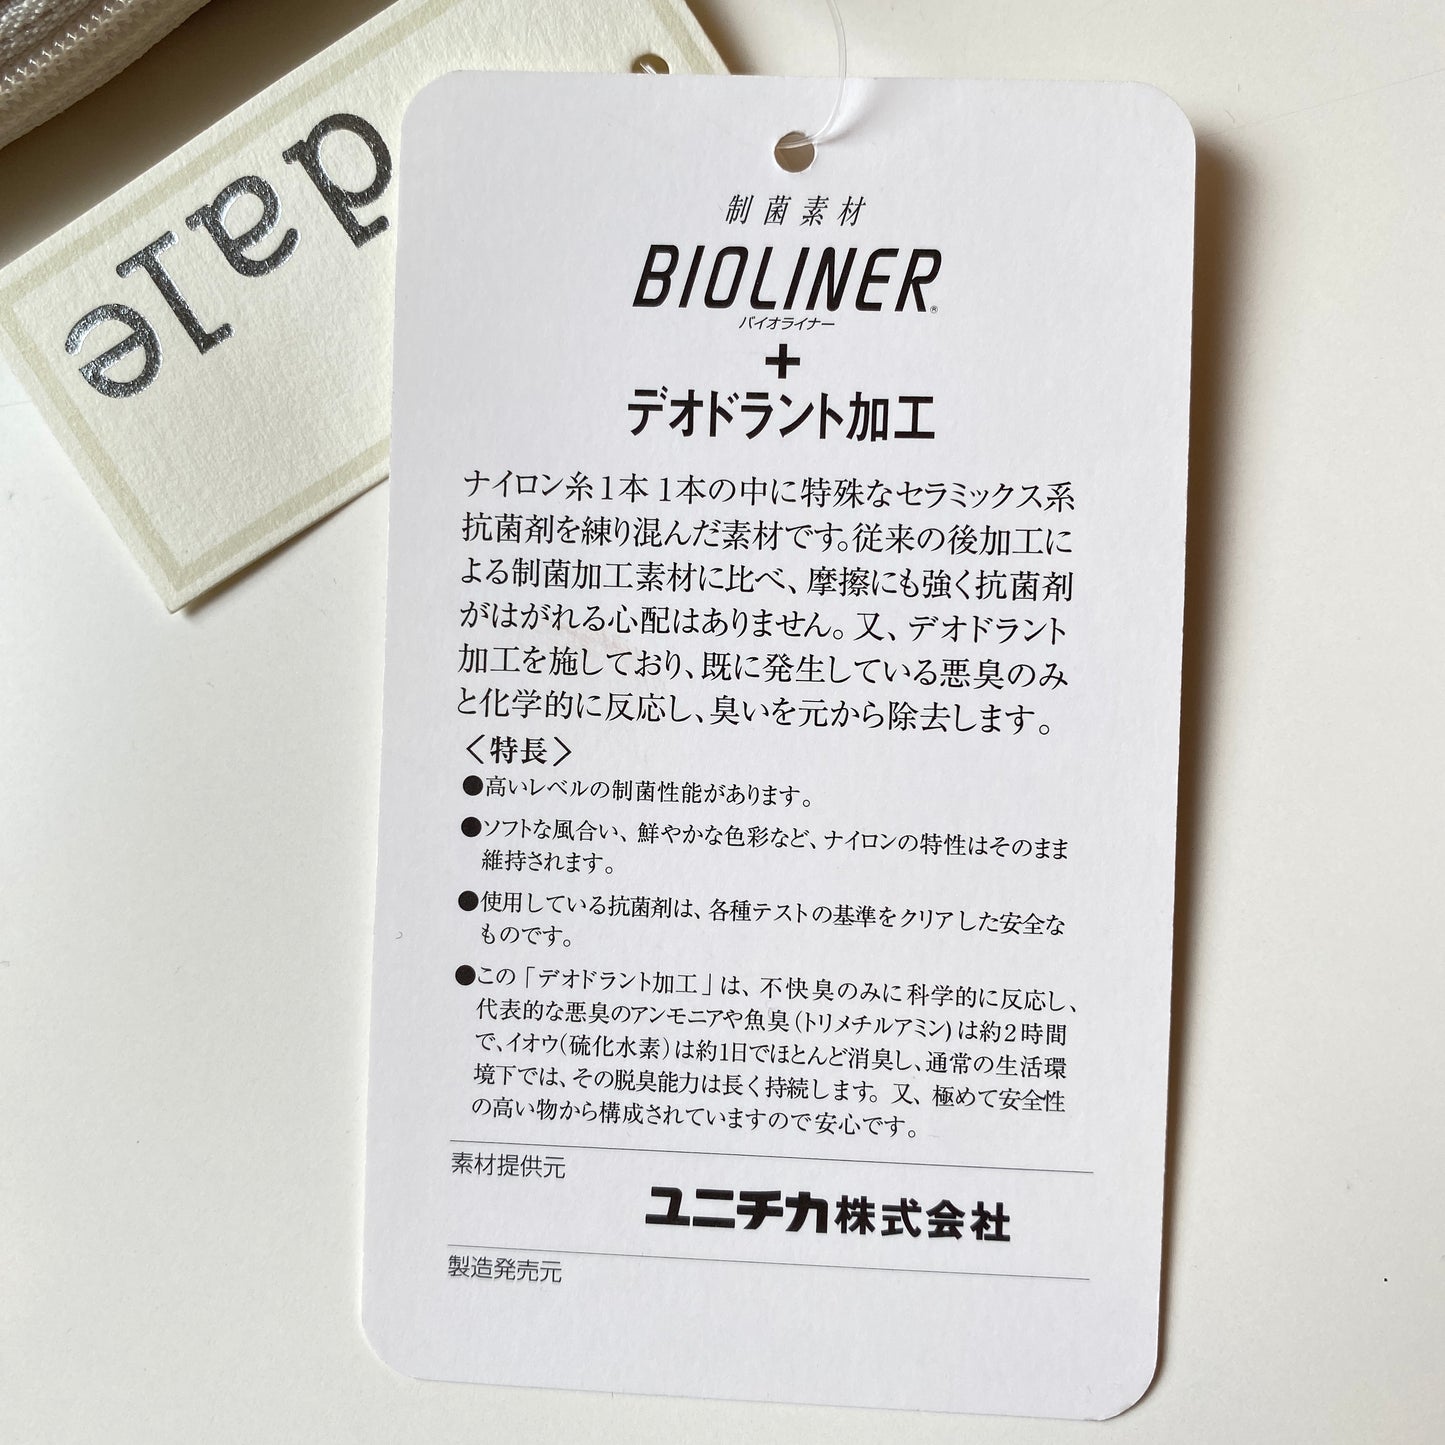 dale
制菌素材
BIOLINER®
バイオライナー
+
デオドラント加工
ナイロン糸1本1本の中に特殊なセラミックス系
抗菌剤を練り混んだ素材です。従来の後加工に
よる制菌加工素材に比べ、摩擦にも強く抗菌剤
がはがれる心配はありません。又、デオドラント
加工を施しており、既に発生している悪臭のみ
と化学的に反応し、臭いを元から除去します。
〈特長〉
●高いレベルの制菌性能があります。
●ソフトな風合い、鮮やかな色彩など、ナイロンの特性はそのまま
維持されます。
●使用している抗菌剤は、各種テストの基準をクリアした安全な
ものです。
●この「デオドラント加工」は、不快臭のみに科学的に反応し、
代表的な悪臭のアンモニアや魚臭(トリメチルアミン)は約2時間
で、イオウ(硫化水素)は約1日でほとんど消臭し、通常の生活環
境下では、その脱臭能力は長く持続します。又、極めて安全性
の高い物から構成されていますので安心です。
素材提供元
ユニチカ株式会社
製造発売元